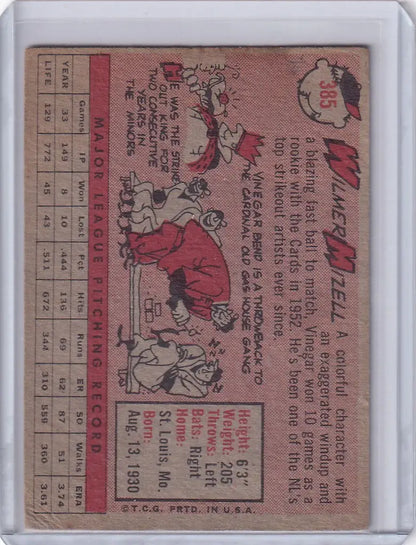 385
WILMER MIZELL
A colorful character with
an exaggerated windup and
a blazing fast ball to match, Vinegar won 10 games as a
rookie with the Cards in 1952. He's been one of the NL's
top strikeout artists ever since.
VINEGAR BEND IS A THROWBACK TO
THE CARDINAL OLD GAS HOUSE GANG
HE WAS THE STRIKE
OUT KING FOR
TWO CONSECUTIVE
YEARS IN
THE MINORS
Height: 6'3"
Weight: 205
Throws: Left
Bats: Right
Home:
St. Louis, Mo.
Born:
Aug. 13, 1930
MAJOR LEAGUE PITCHING RECORD
Games IP Won Lost Pct Hits Runs ER SO Walks ERA
YEAR 33 149 8 10 .444 136 69 62 87 51 3.74
LIFE 129 772 45 43 .511 672 344 310 559 360 3.61
©T.C.G. PRTD. IN U.S.A.